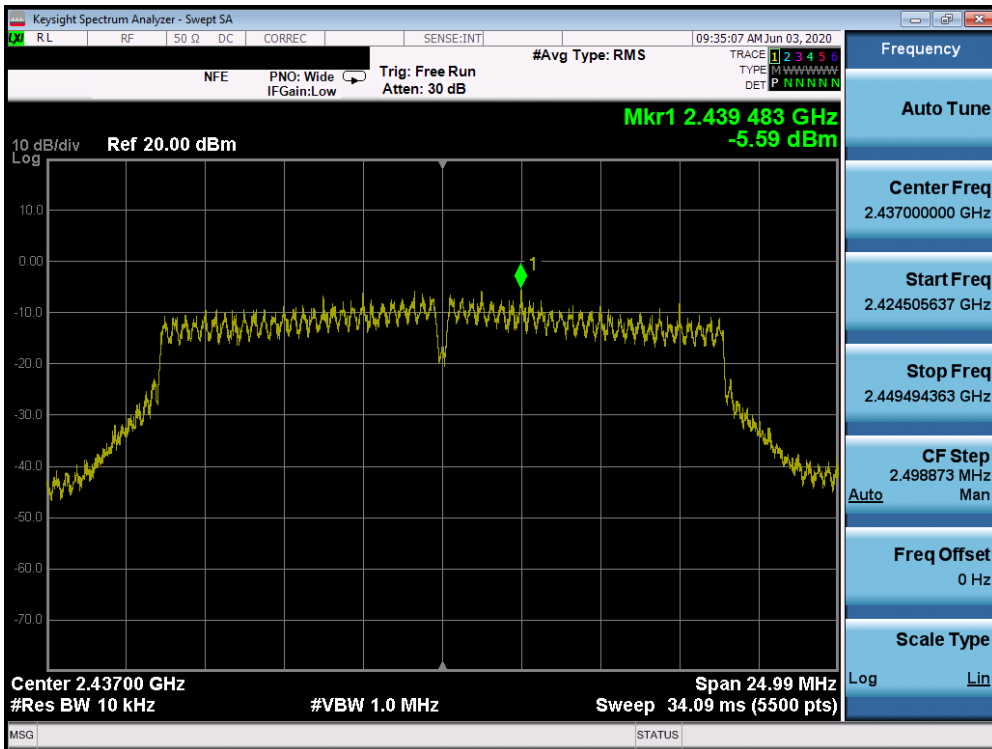 Keysight Spectrum Analyzer - Swept SA
LXI RL RF 50 Ω DC CORREC SENSE:INT 09:35:07 AM Jun 03, 2020
NFE PNO: Wide IFGain:Low
Trig: Free Run
Atten: 30 dB
#Avg Type: RMS
TRACE 1 2 3 4 5 6
TYPE M W W W W W
DET P N N N N N
Mkr1 2.439 483 GHz
-5.59 dBm
10 dB/div
Log
Ref 20.00 dBm
1
10.0
0.00
-10.0
-20.0
-30.0
-40.0
-50.0
-60.0
-70.0
Center 2.43700 GHz
Span 24.99 MHz
#Res BW 10 kHz
#VBW 1.0 MHz
Sweep 34.09 ms (5500 pts)
MSG
STATUS
Frequency
Auto Tune
Center Freq
2.437000000 GHz
Start Freq
2.424505637 GHz
Stop Freq
2.449494363 GHz
CF Step
2.498873 MHz
Auto Man
Freq Offset
0 Hz
Scale Type
Log Lin